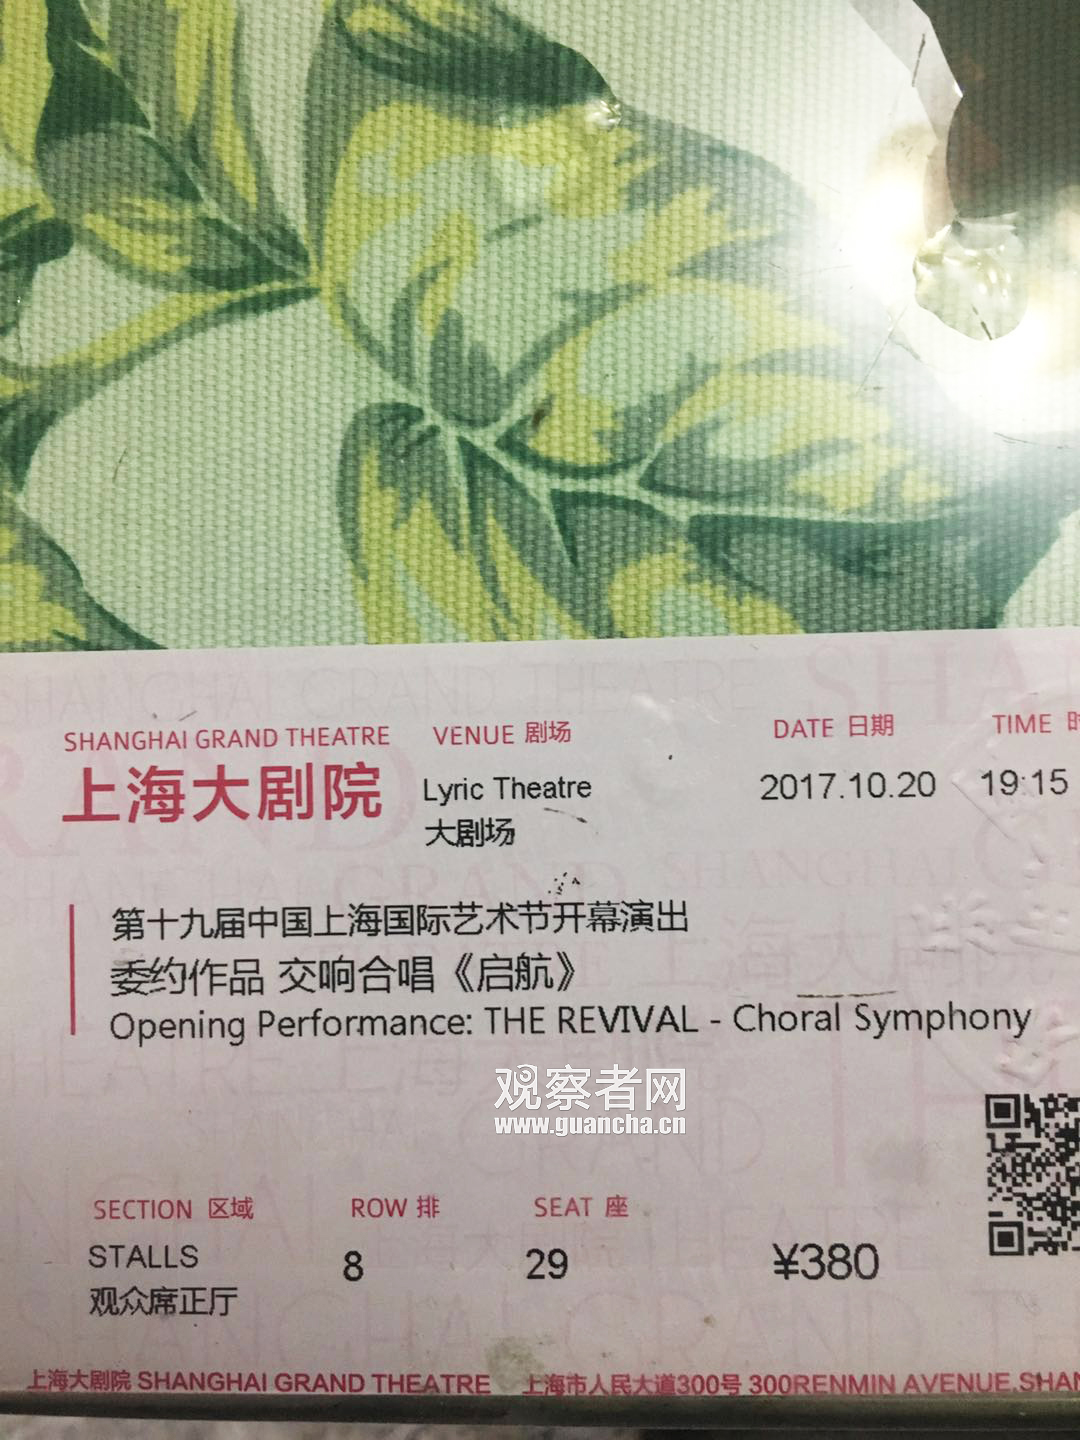 SHANGHAI GRAND THEATRE
上海大剧院
VENUE 剧场
Lyric Theatre
大剧场
DATE 日期
2017.10.20
TIME
19:15
第十九届中国上海国际艺术节开幕演出
委约作品 交响合唱《启航》
Opening Performance: THE REVIVAL - Choral Symphony
观察者网
www.guancha.cn
SECTION 区域
STALLS
观众席正厅
ROW 排
8
SEAT 座
29
¥380
上海大剧院 SHANGHAI GRAND THEATRE 上海市人民大道300号 300RENMIN AVENUE,SHAN